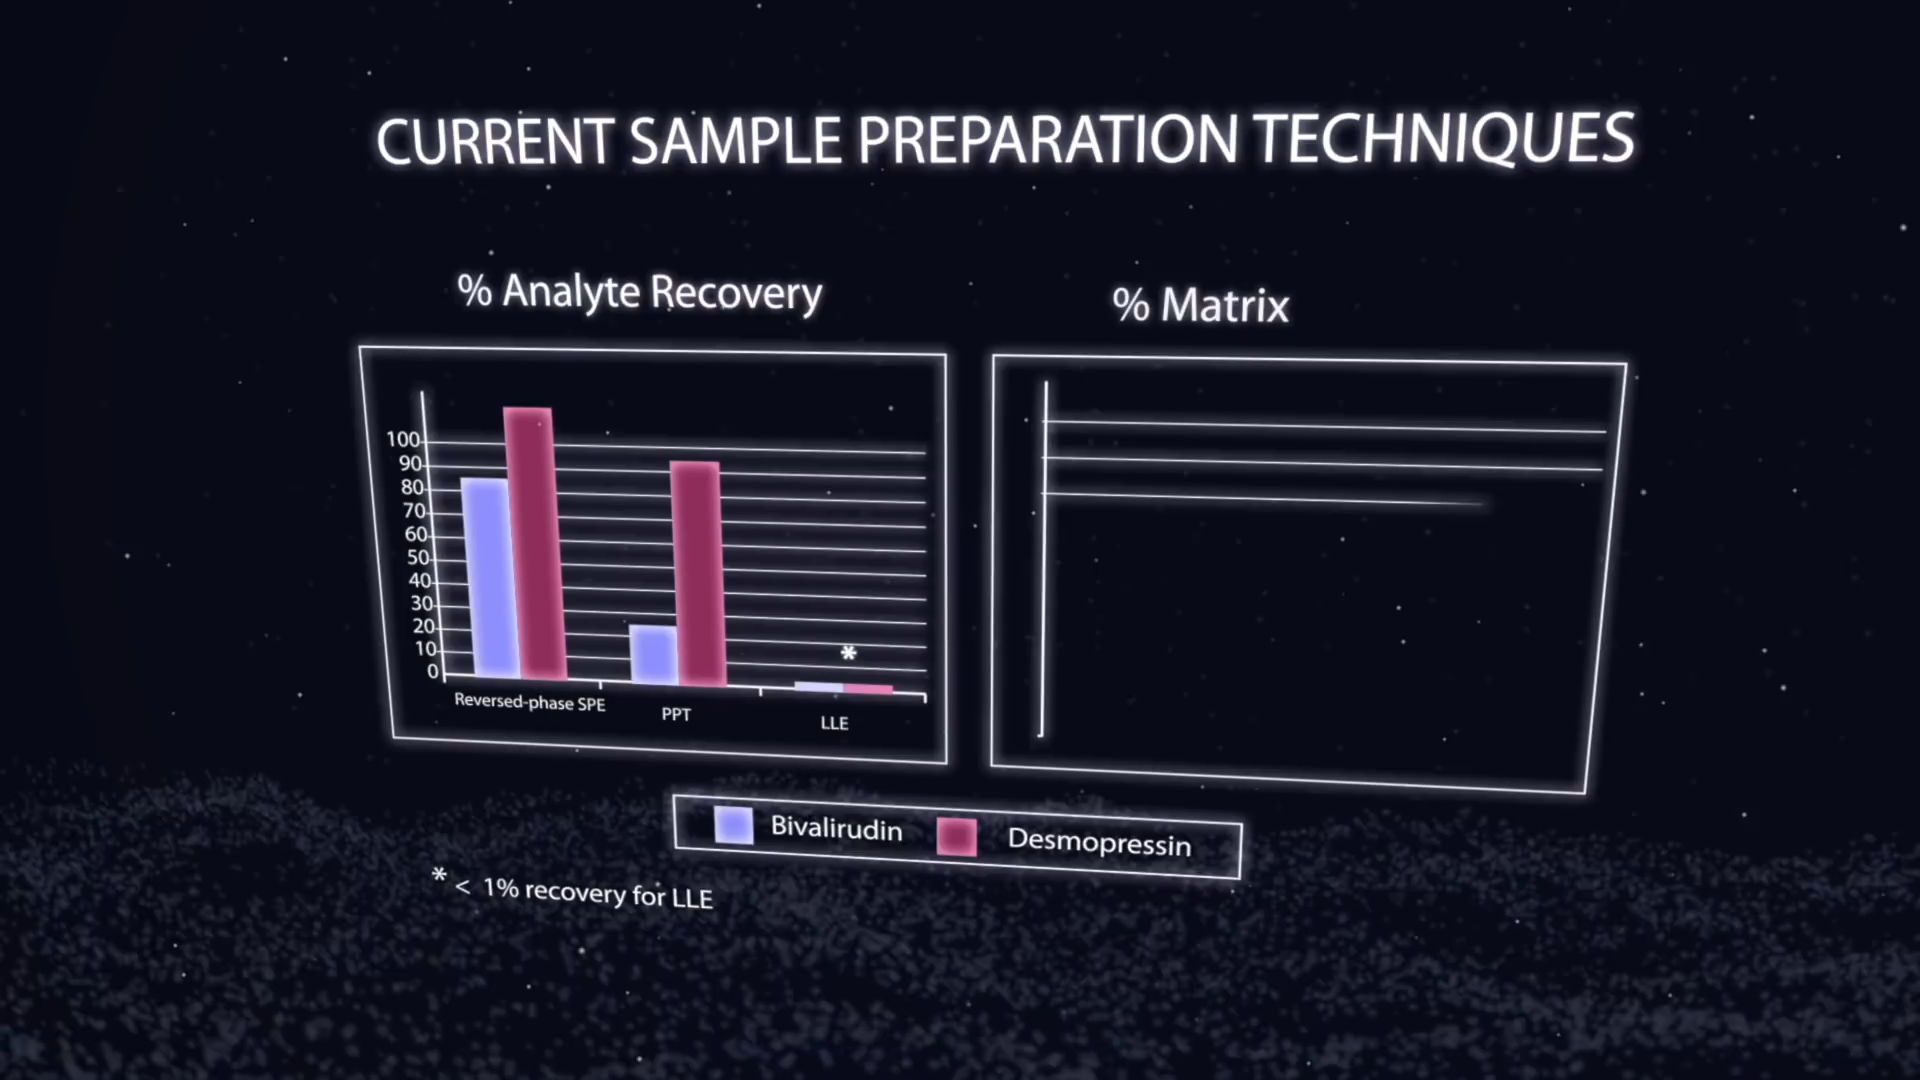 CURRENT SAMPLE PREPARATION TECHNIQUES
% Analyte Recovery
100
90
80
70
60
50
40
30
20
10
0
*
Reversed-phase SPE
PPT
LLE
% Matrix
Bivalirudin
Desmopressin
* < 1% recovery for LLE